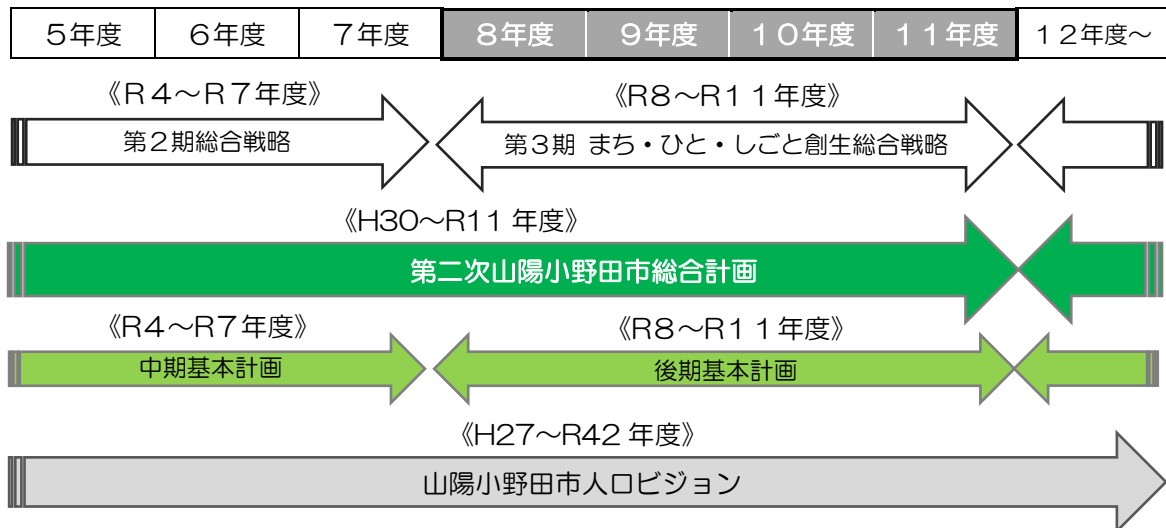 ５年度 ６年度 ７年度 ８年度 ９年度 １０年度 １１年度 １２年度～
《Ｒ４～Ｒ７年度》 《R８～Ｒ１１年度》
第２期総合戦略 第３期 まち・ひと・しごと創生総合戦略
《H30～Ｒ１１年度》
第二次山陽小野田市総合計画
《Ｒ４～Ｒ７年度》 《R８～Ｒ１１年度》
中期基本計画 後期基本計画
《H27～R42 年度》
山陽小野田市人口ビジョン